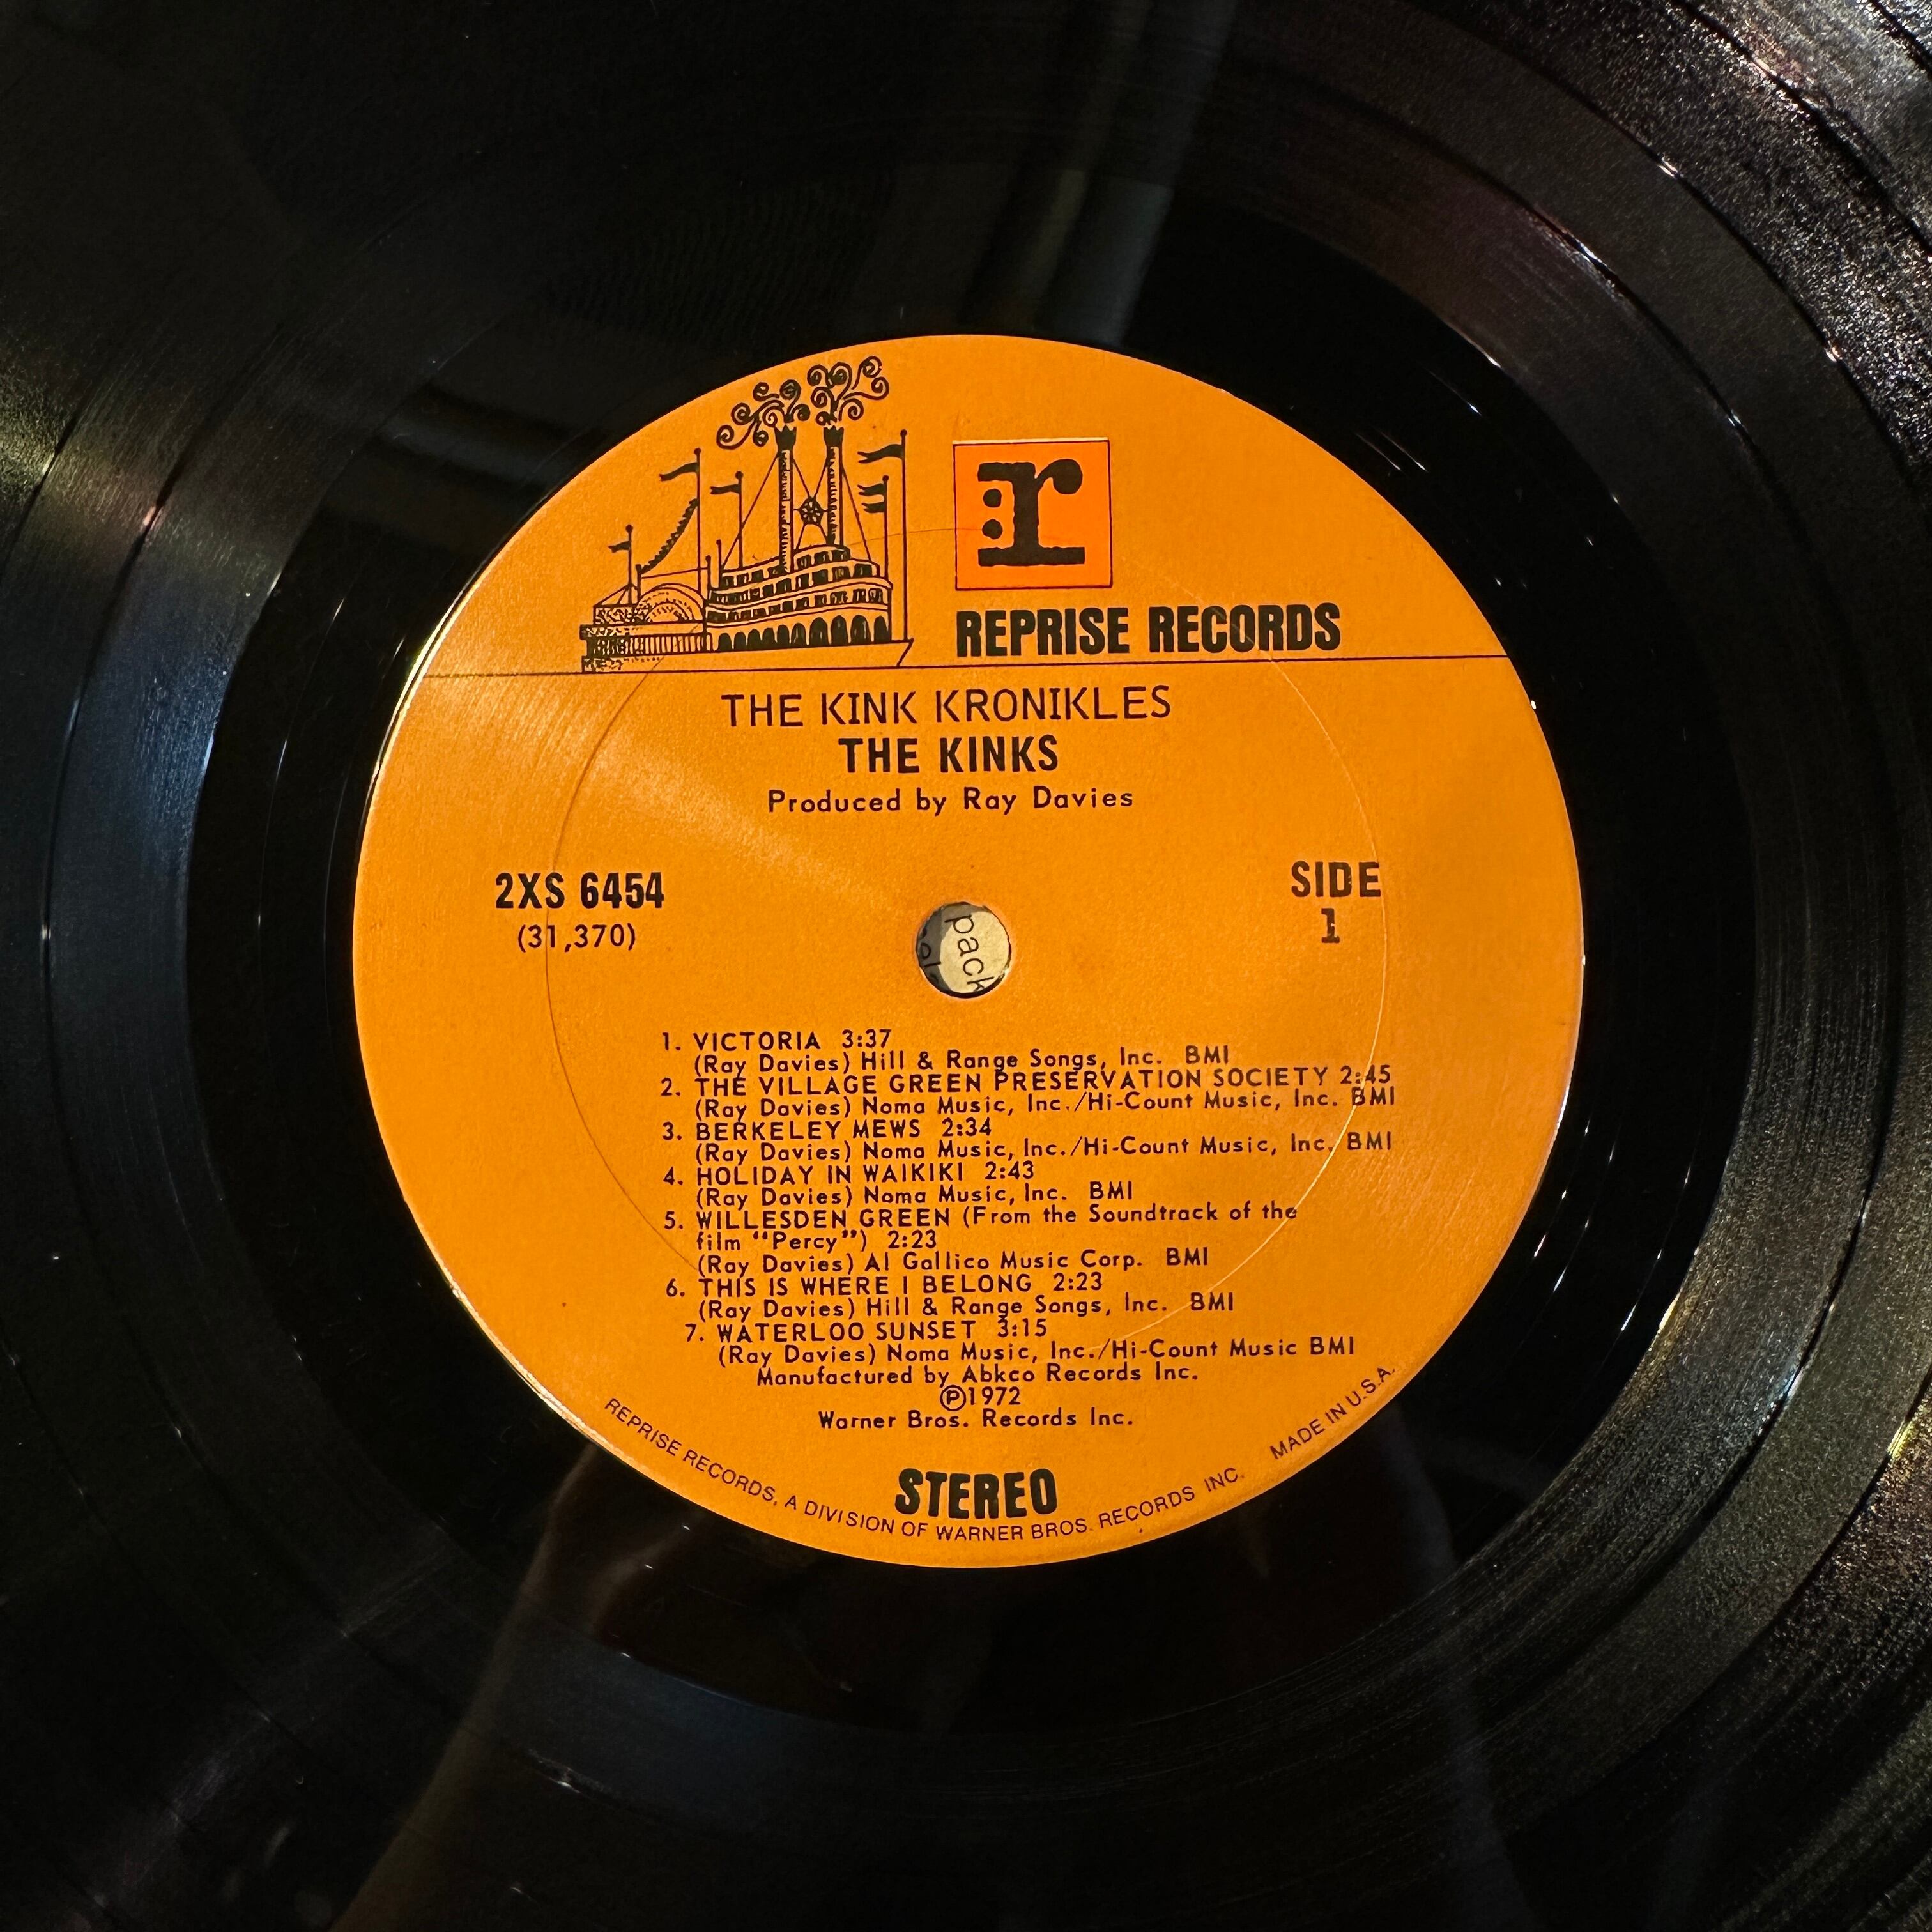 :r
REPRISE RECORDS
THE KINK KRONIKLES
THE KINKS
Produced by Ray Davies
2XS 6454
(31,370)
SIDE
1
pack
1. VICTORIA 3:37
(Ray Davies) Hill & Range Songs, Inc. BMI
2. THE VILLAGE GREEN PRESERVATION SOCIETY 2:45
(Ray Davies) Noma Music, Inc./Hi-Count Music, Inc. BMI
3. BERKELEY MEWS 2:34
(Ray Davies) Noma Music, Inc./Hi-Count Music, Inc. BMI
4. HOLIDAY IN WAIKIKI 2:43
(Ray Davies) Noma Music, Inc. BMI
5. WILLESDEN GREEN (From the Soundtrack of the
film "Percy") 2:23
(Ray Davies) Al Gallico Music Corp. BMI
6. THIS IS WHERE I BELONG 2:23
(Ray Davies) Hill & Range Songs, Inc. BMI
7. WATERLOO SUNSET 3:15
(Ray Davies) Noma Music, Inc./Hi-Count Music BMI
Manufactured by Abkco Records Inc.
℗1972
Warner Bros. Records Inc.
STEREO
REPRISE RECORDS, A DIVISION OF WARNER BROS. RECORDS INC. MADE IN U.S.A.